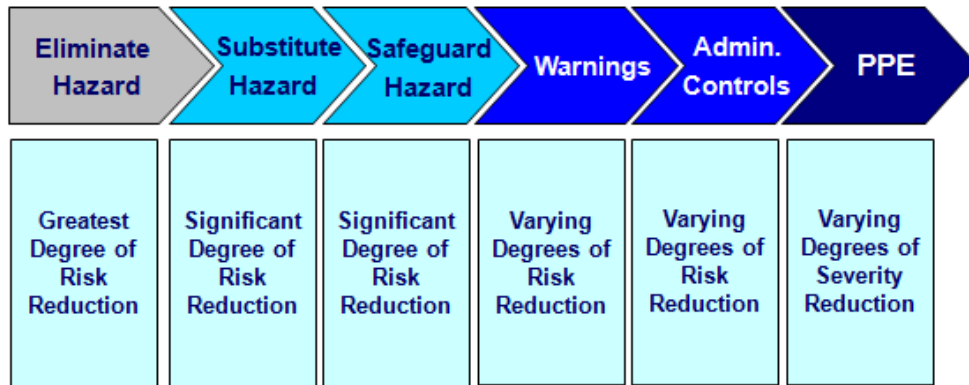 Eliminate
Hazard
Substitute
Hazard
Safeguard
Hazard
Warnings
Admin.
Controls
PPE
Greatest
Degree of
Risk
Reduction
Significant
Degree of
Risk
Reduction
Significant
Degree of
Risk
Reduction
Varying
Degrees of
Risk
Reduction
Varying
Degrees of
Risk
Reduction
Varying
Degrees of
Severity
Reduction